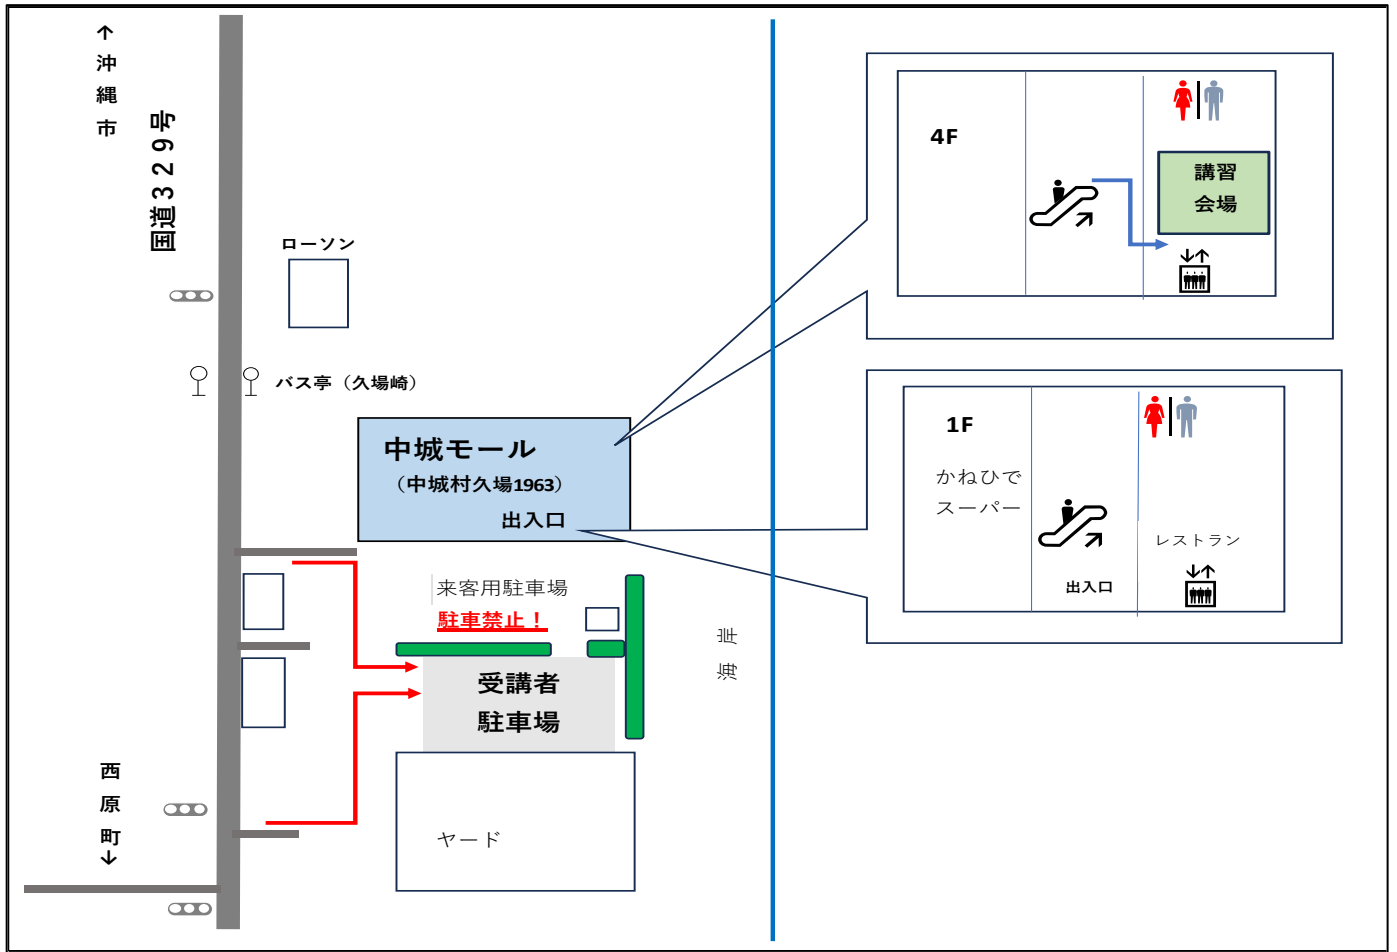 ↑沖縄市
国道329号
ローソン
バス亭（久場崎）
中城モール
（中城村久場1963）
出入口
来客用駐車場
駐車禁止！
受講者
駐車場
ヤード
西原町↓
海岸
4F
講習
会場
↓↑
1F
かねひで
スーパー
レストラン
出入口
↓↑